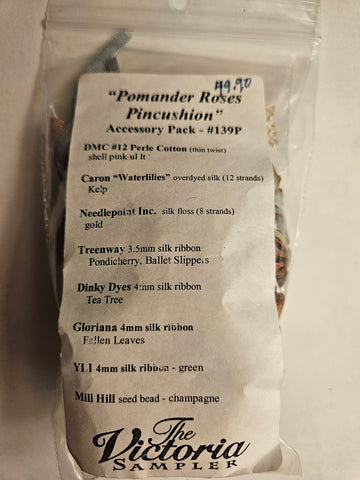 49.90
"Pomander Roses
Pincushion"
Accessory Pack - #139P
DMC #12 Perle Cotton (thin twist)
shell pink ul lt
Caron "Waterlilies" overdyed silk (12 strands)
Kelp
Needlepoint Inc. silk floss (8 strands)
gold
Treenway 3.5mm silk ribbon
Pondicherry, Ballet Slippers
Dinky Dyes 4mm silk ribbon
Tea Tree
Gloriana 4mm silk ribbon
Fallen Leaves
YLI 4mm silk ribbon - green
Mill Hill seed bead - champagne
The
Victoria
SAMPLER